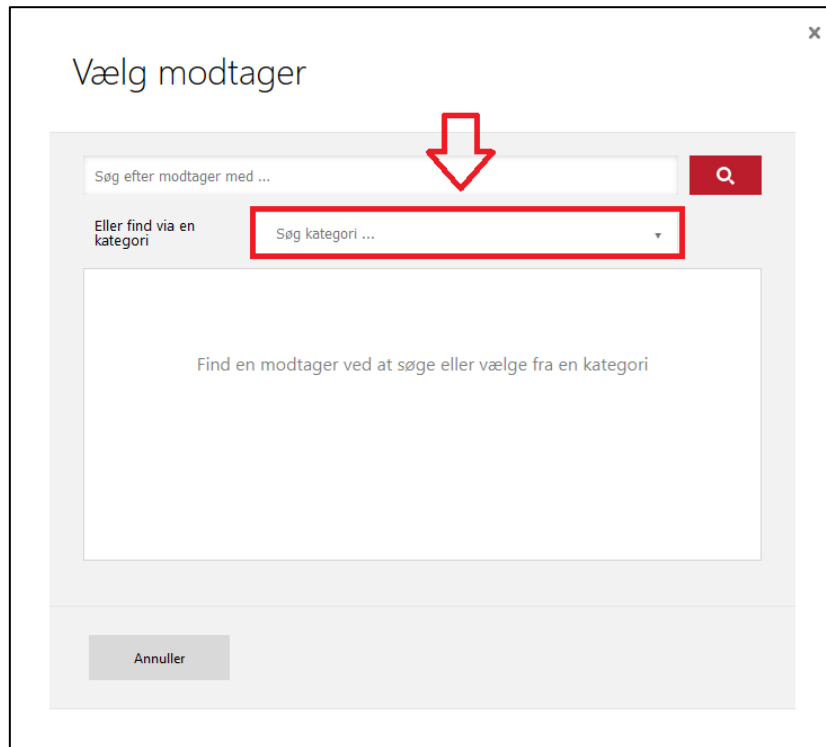 Vælg modtager
Søg efter modtager med ...
Eller find via en
kategori
Søg kategori ...
Find en modtager ved at søge eller vælge fra en kategori
Annuller